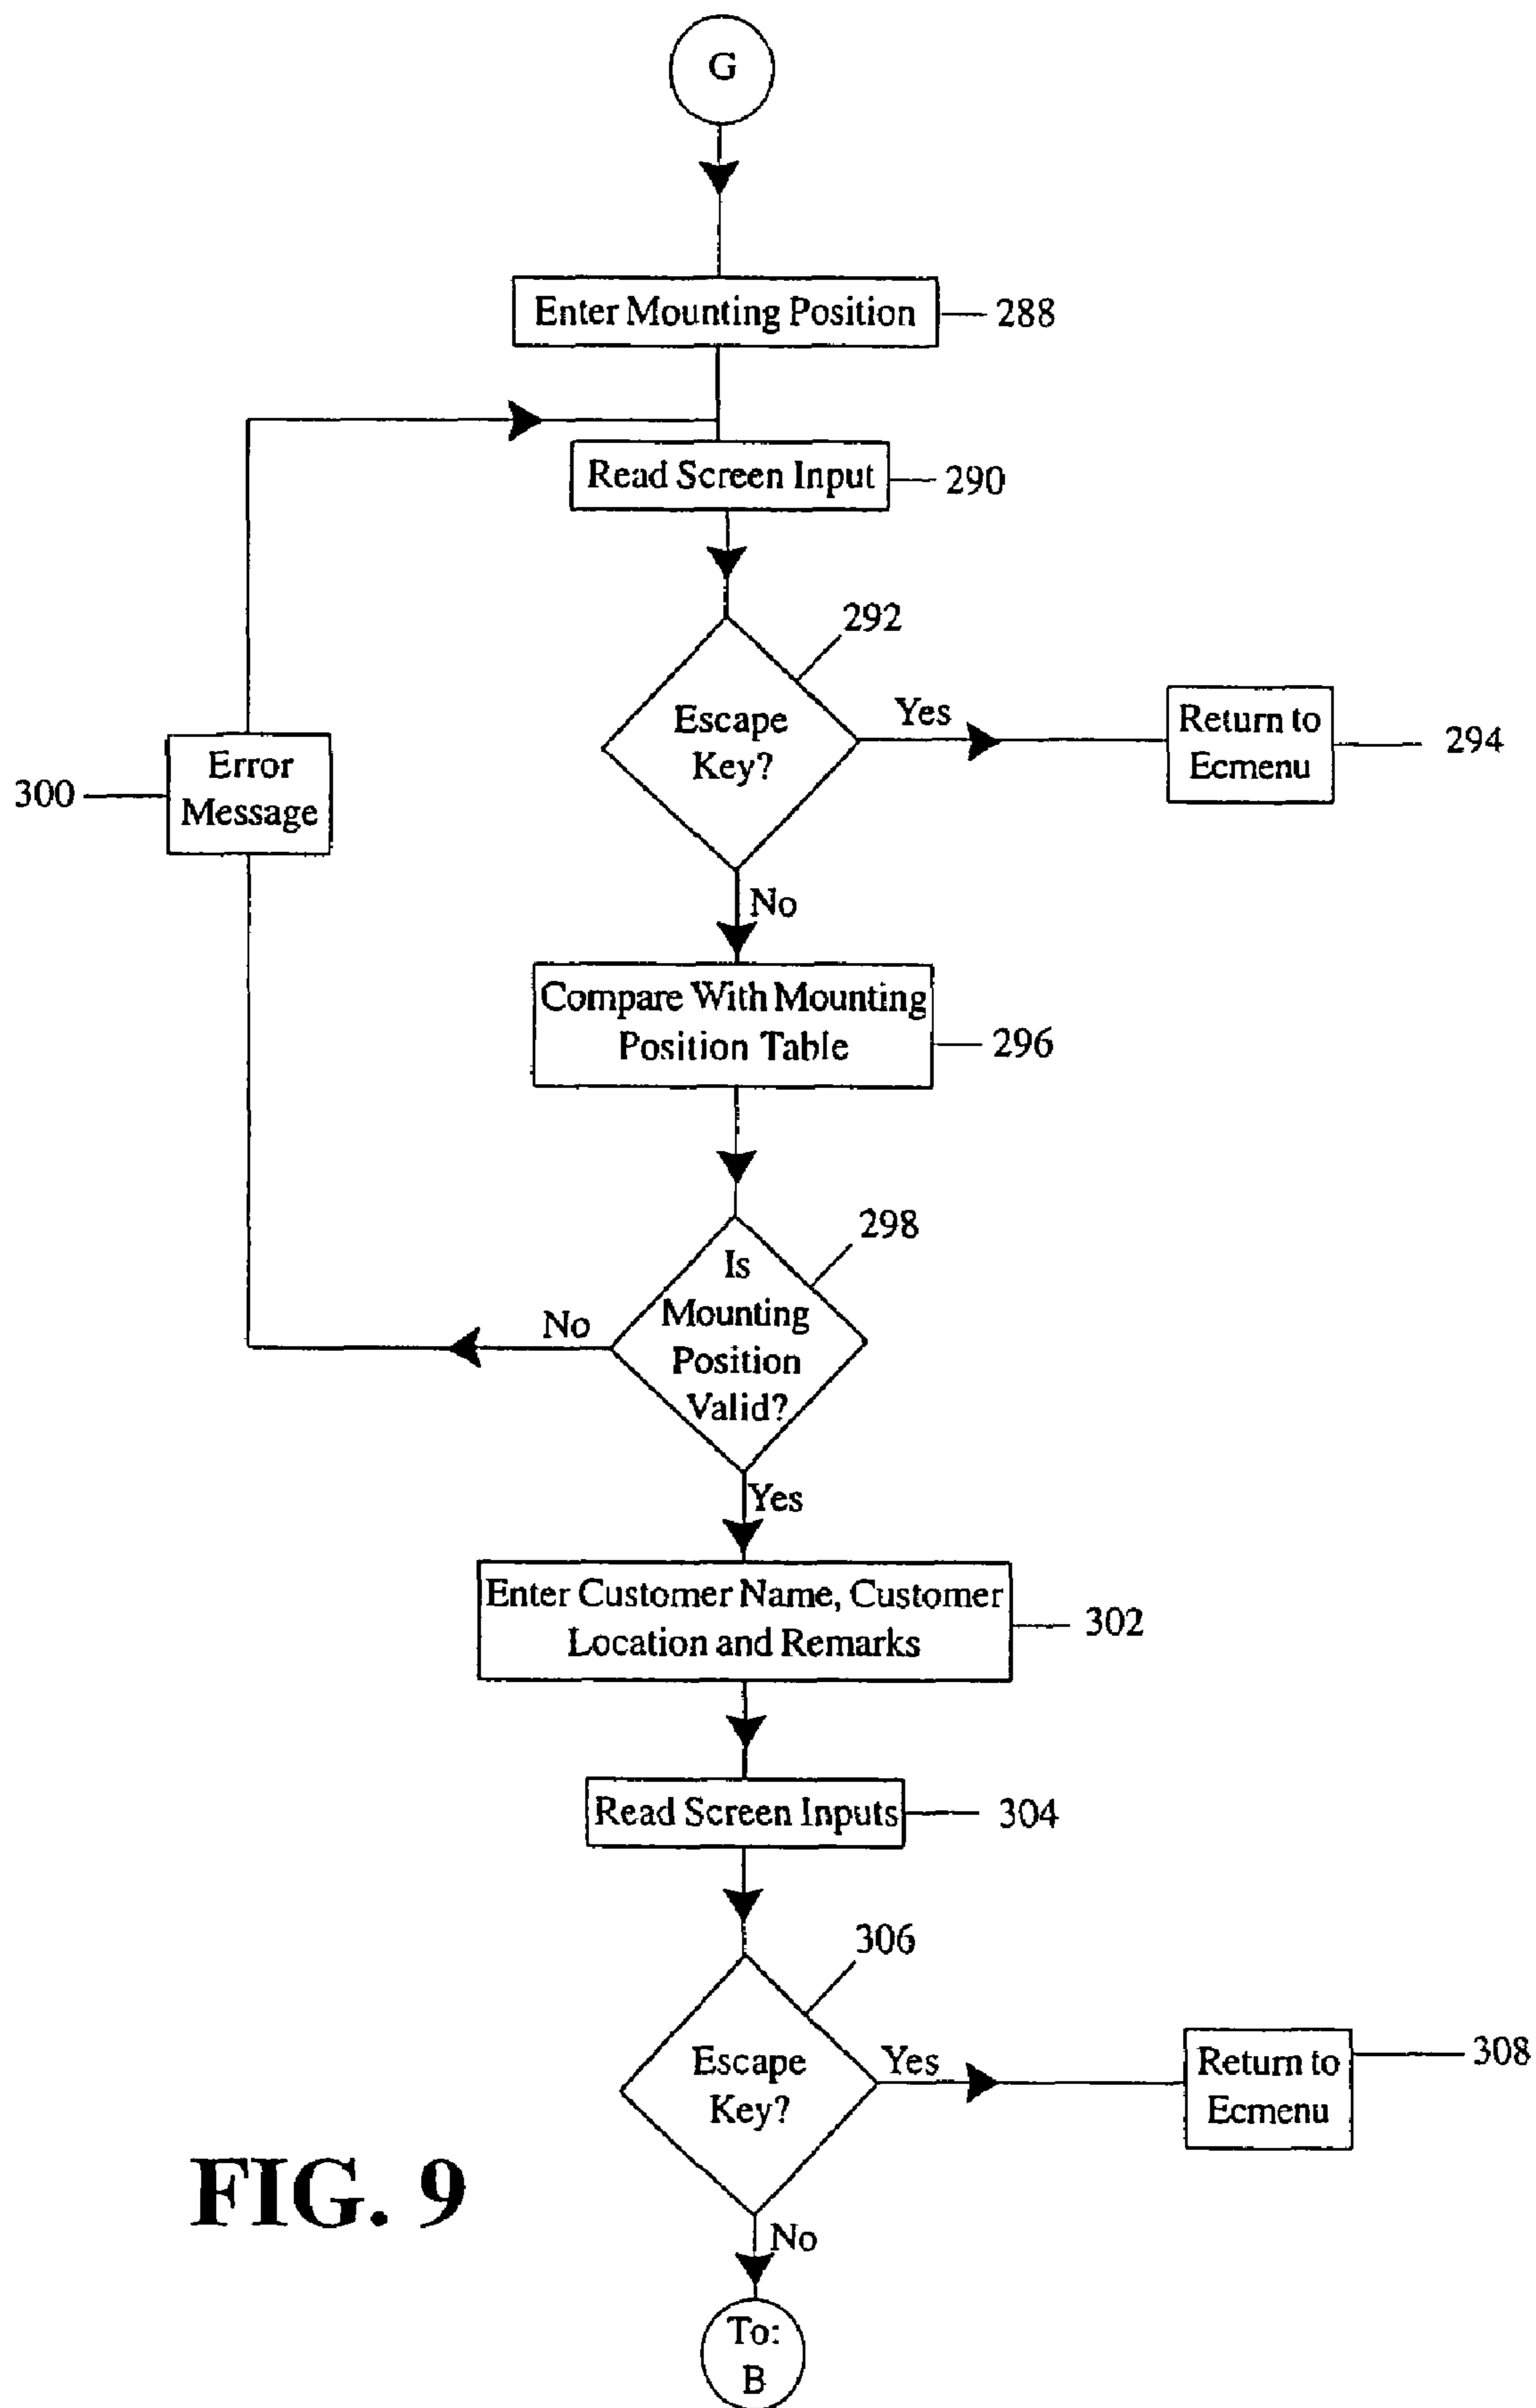 G
Enter Mounting Position
288
Read Screen Input
290
292
Escape
Key?
Yes
Return to
Ecmenu
294
Error
Message
300
No
Compare With Mounting
Position Table
296
298
Is
Mounting
Position
Valid?
No
Yes
Enter Customer Name, Customer
Location and Remarks
302
Read Screen Inputs
304
306
Escape
Key?
Yes
Return to
Ecmenu
308
FIG. 9
No
To:
B